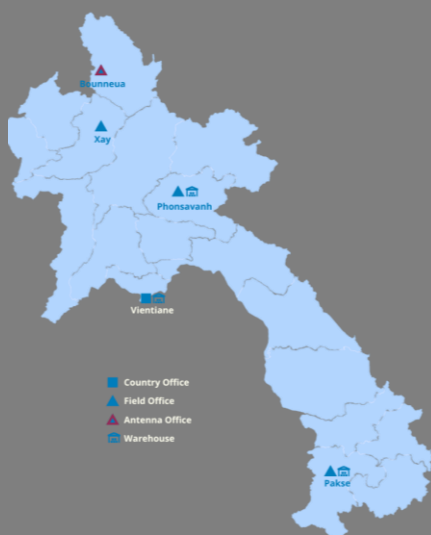 Bounneua
Xay
Phonsavanh
Vientiane
Country Office
Field Office
Antenna Office
Warehouse
Pakse